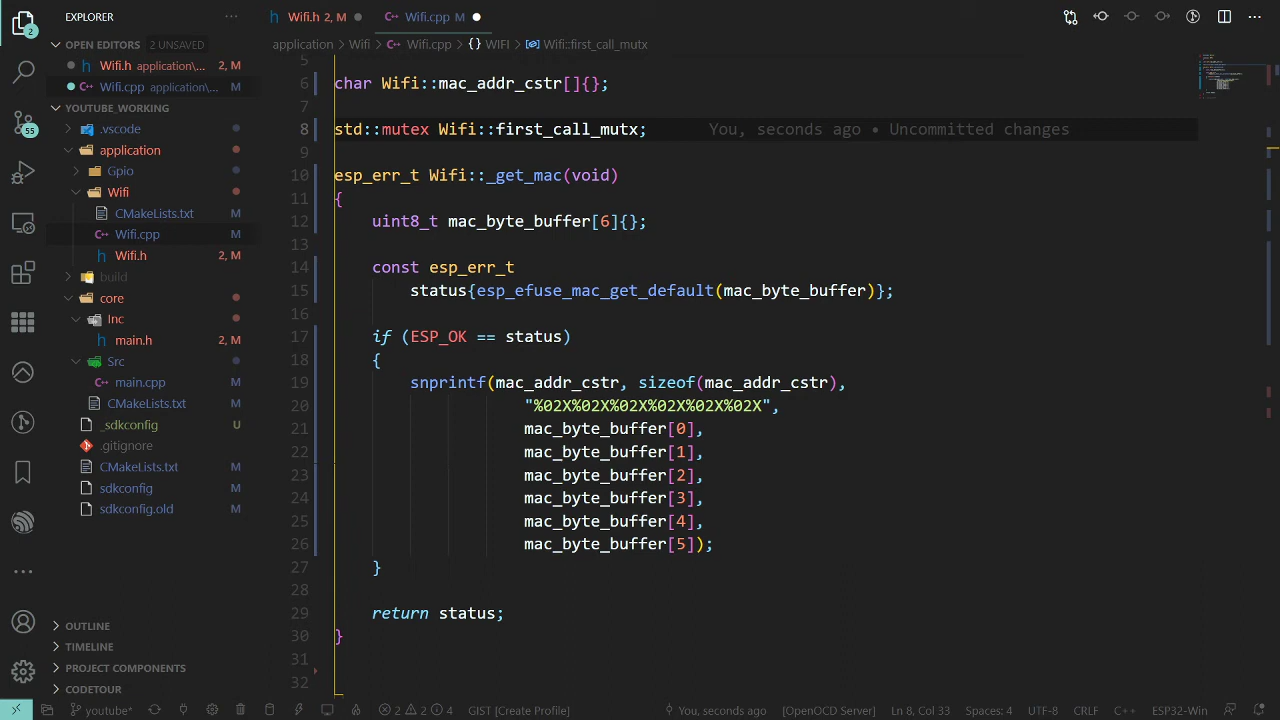 EXPLORER
Wifi.h 2, M
Wifi.cpp M
OPEN EDITORS 2 UNSAVED
Wifi.h application\... 2, M
Wifi.cpp application\... M
YOUTUBE_WORKING
.vscode
application
Gpio
Wifi
CMakeLists.txt M
Wifi.cpp M
Wifi.h 2, M
build
core
Inc
main.h 2, M
Src
main.cpp M
CMakeLists.txt M
_sdkconfig U
.gitignore
CMakeLists.txt M
sdkconfig M
sdkconfig.old M
OUTLINE
TIMELINE
PROJECT COMPONENTS
CODETOUR
2
55
application > Wifi > Wifi.cpp > {} WIFI > Wifi::first_call_mutx
5
6 char Wifi::mac_addr_cstr[]{};
7
8 std::mutex Wifi::first_call_mutx; You, seconds ago • Uncommitted changes
9
10 esp_err_t Wifi::_get_mac(void)
11 {
12 uint8_t mac_byte_buffer[6]{};
13
14 const esp_err_t
15 status{esp_efuse_mac_get_default(mac_byte_buffer)};
16
17 if (ESP_OK == status)
18 {
19 snprintf(mac_addr_cstr, sizeof(mac_addr_cstr),
20 "%02X%02X%02X%02X%02X%02X",
21 mac_byte_buffer[0],
22 mac_byte_buffer[1],
23 mac_byte_buffer[2],
24 mac_byte_buffer[3],
25 mac_byte_buffer[4],
26 mac_byte_buffer[5]);
27 }
28
29 return status;
30 }
31
32
youtube* 2 2 4 GIST [Create Profile] You, seconds ago [OpenOCD Server] Ln 8, Col 33 Spaces: 4 UTF-8 CRLF C++ ESP32-Win